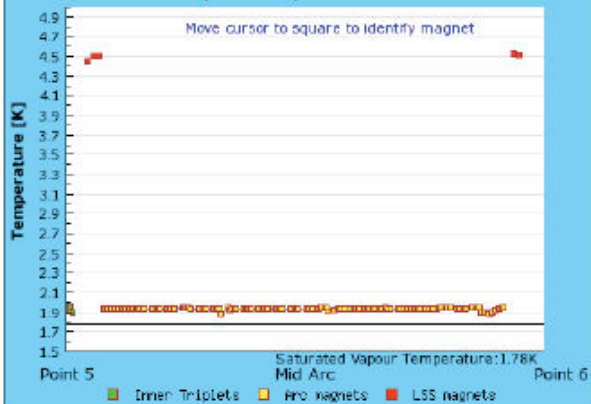 4.9
Move cursor to square to identify magnet
4.7
4.5
4.3
4.1
3.9
3.7
3.5
3.3
3.1
2.9
2.7
2.5
2.3
2.1
1.9
1.7
1.5
Temperature [K]
Saturated Vapour Temperature:1.78K
Point 5
Mid Arc
Point 6
Inner Triplets
Arc magnets
LSS magnets